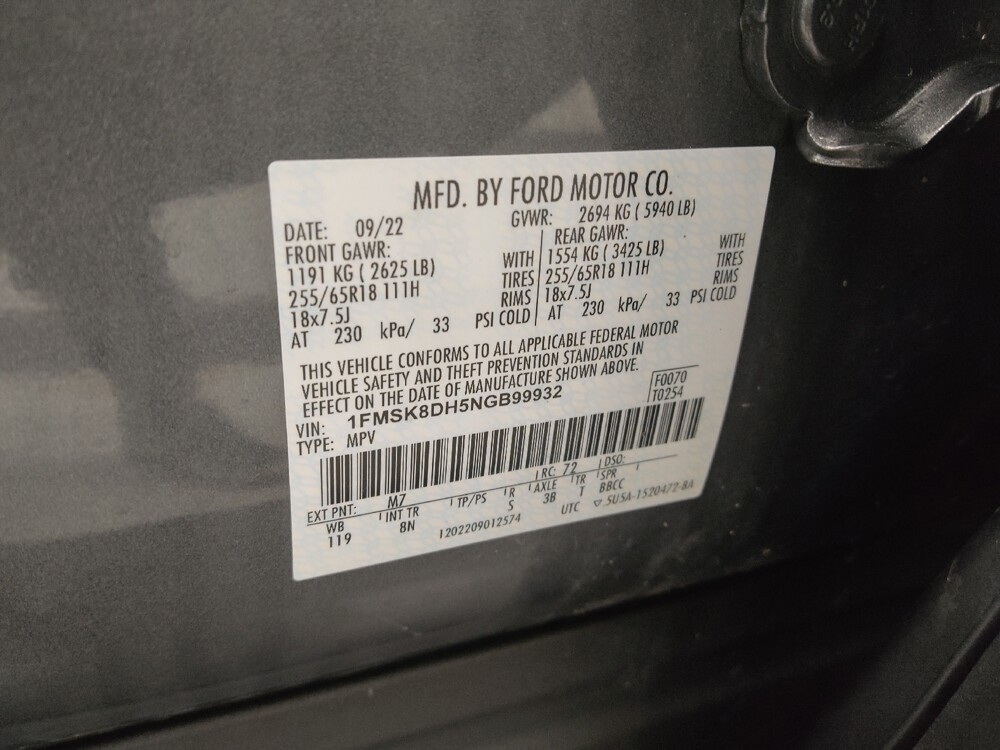 MFD. BY FORD MOTOR CO.
DATE: 09/22 GVWR: 2694 KG ( 5940 LB)
FRONT GAWR: REAR GAWR:
1191 KG ( 2625 LB) WITH 1554 KG ( 3425 LB) WITH
255/65R18 111H TIRES 255/65R18 111H TIRES
18x7.5J RIMS 18x7.5J RIMS
AT 230 kPa/ 33 PSI COLD AT 230 kPa/ 33 PSI COLD
THIS VEHICLE CONFORMS TO ALL APPLICABLE FEDERAL MOTOR
VEHICLE SAFETY AND THEFT PREVENTION STANDARDS IN
EFFECT ON THE DATE OF MANUFACTURE SHOWN ABOVE.
VIN: 1FMSK8DH5NGB99932 F0070
TYPE: MPV T0254
EXT PNT: M7 RC: 72 DSO:
WB INT TR TP/PS R AXLE TR SPR
119 8N S 3B T BBCC
1202209012574 UTC ▽ 5U5A-1520472-BA